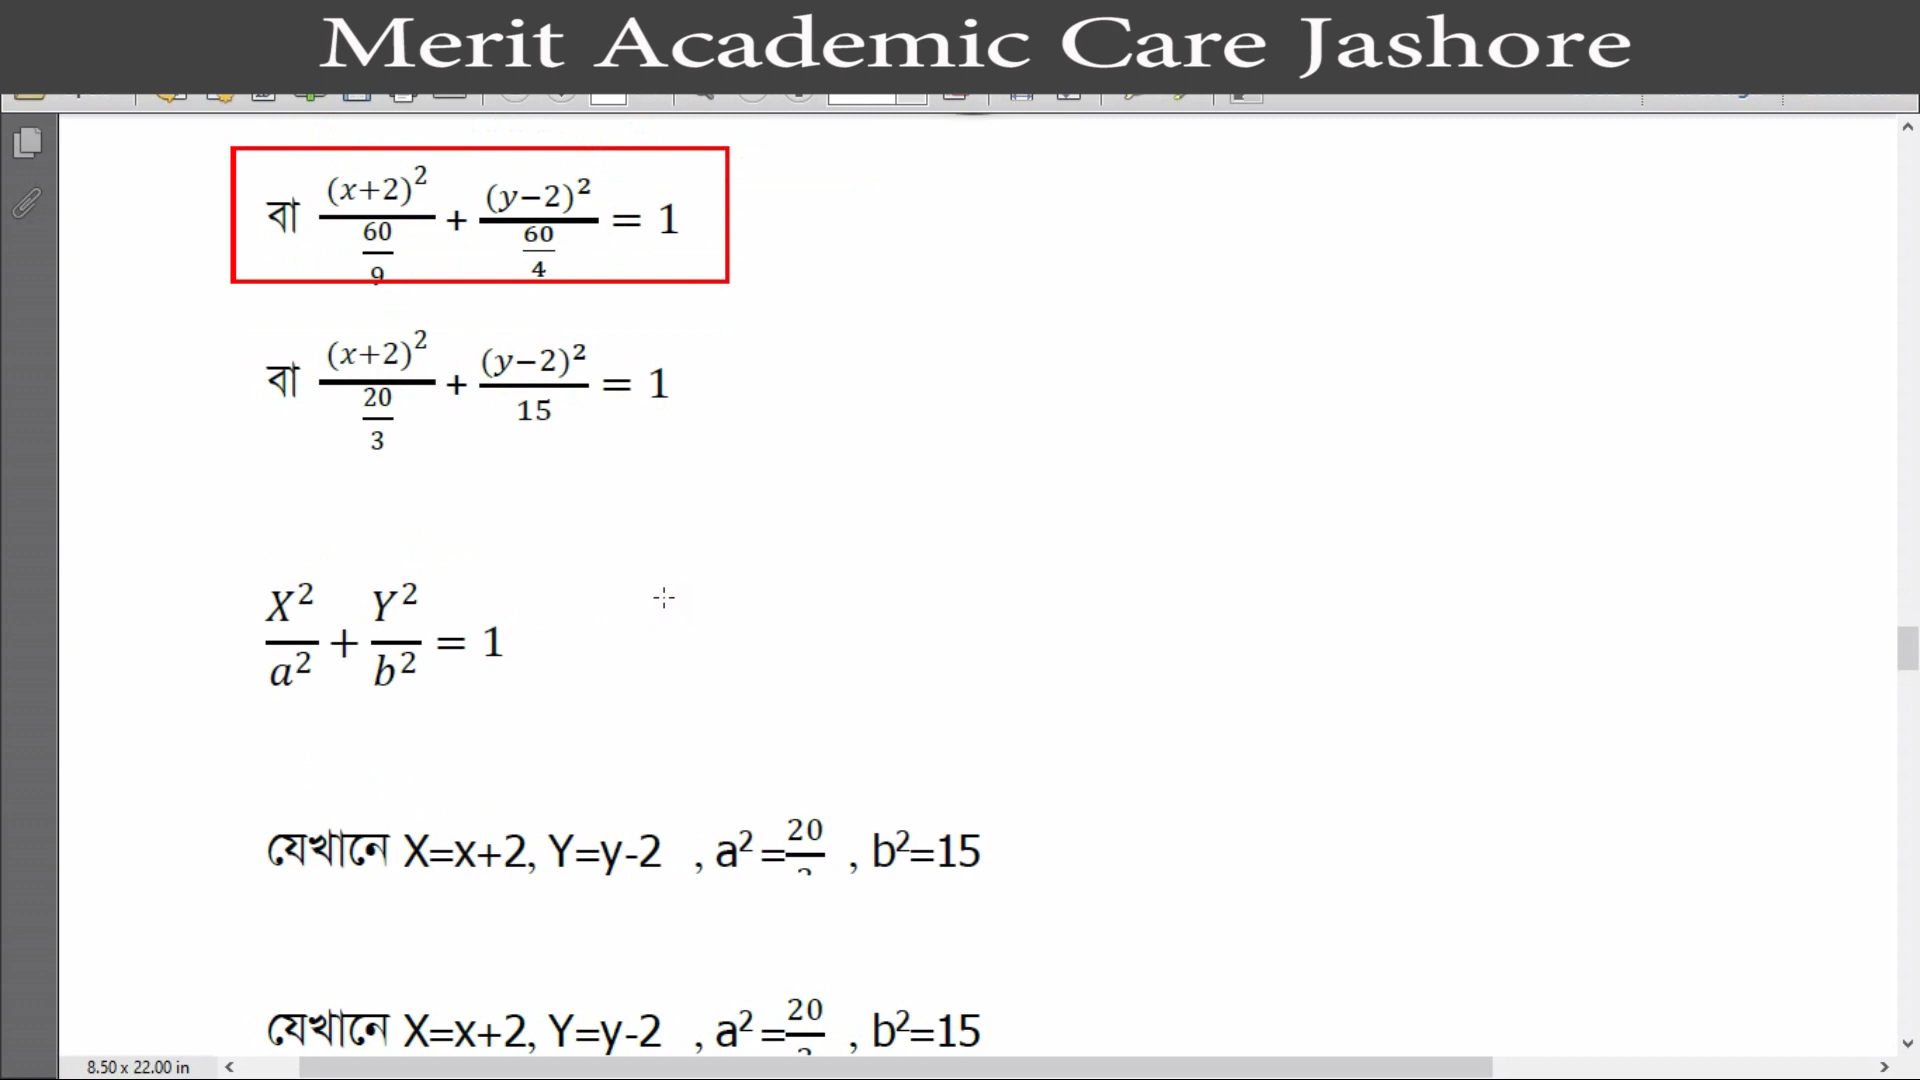 Merit Academic Care Jashore
বা (x+2)²/(60/9) + (y−2)²/(60/4) = 1
বা (x+2)²/(20/3) + (y−2)²/15 = 1
X²/a² + Y²/b² = 1
যেখানে X=x+2, Y=y-2 , a²=20/3 , b²=15
যেখানে X=x+2, Y=y-2 , a²=20/3 , b²=15
8.50 x 22.00 in